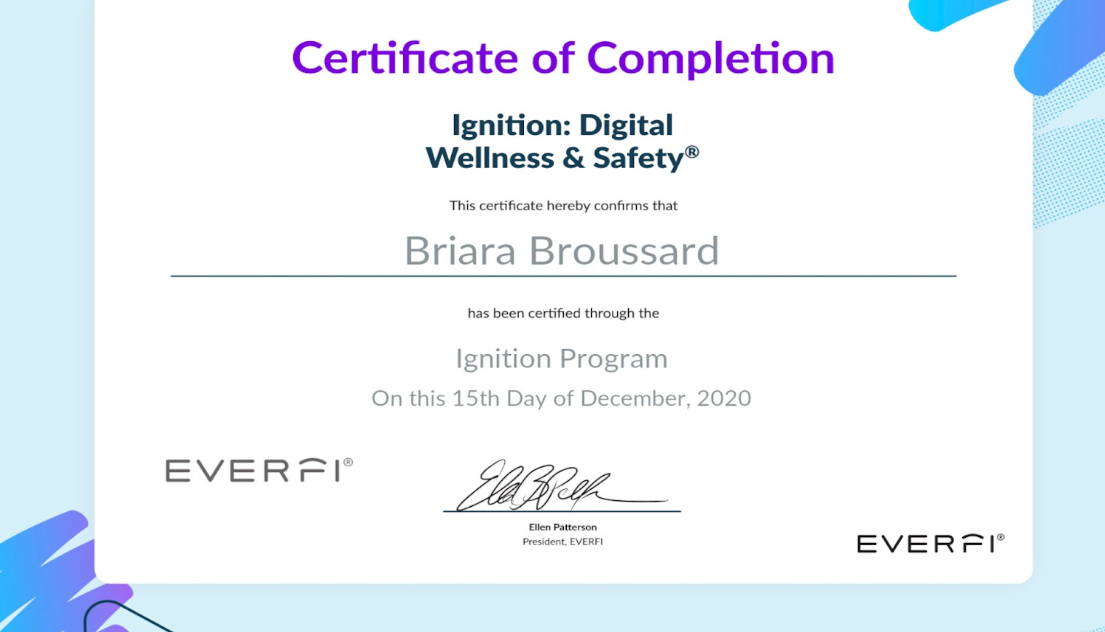 Certificate of Completion
Ignition: Digital
Wellness & Safety®
This certificate hereby confirms that
Briara Broussard
has been certified through the
Ignition Program
On this 15th Day of December, 2020
EVERFI®
Ellen Patterson
President, EVERFI
EVERFI®